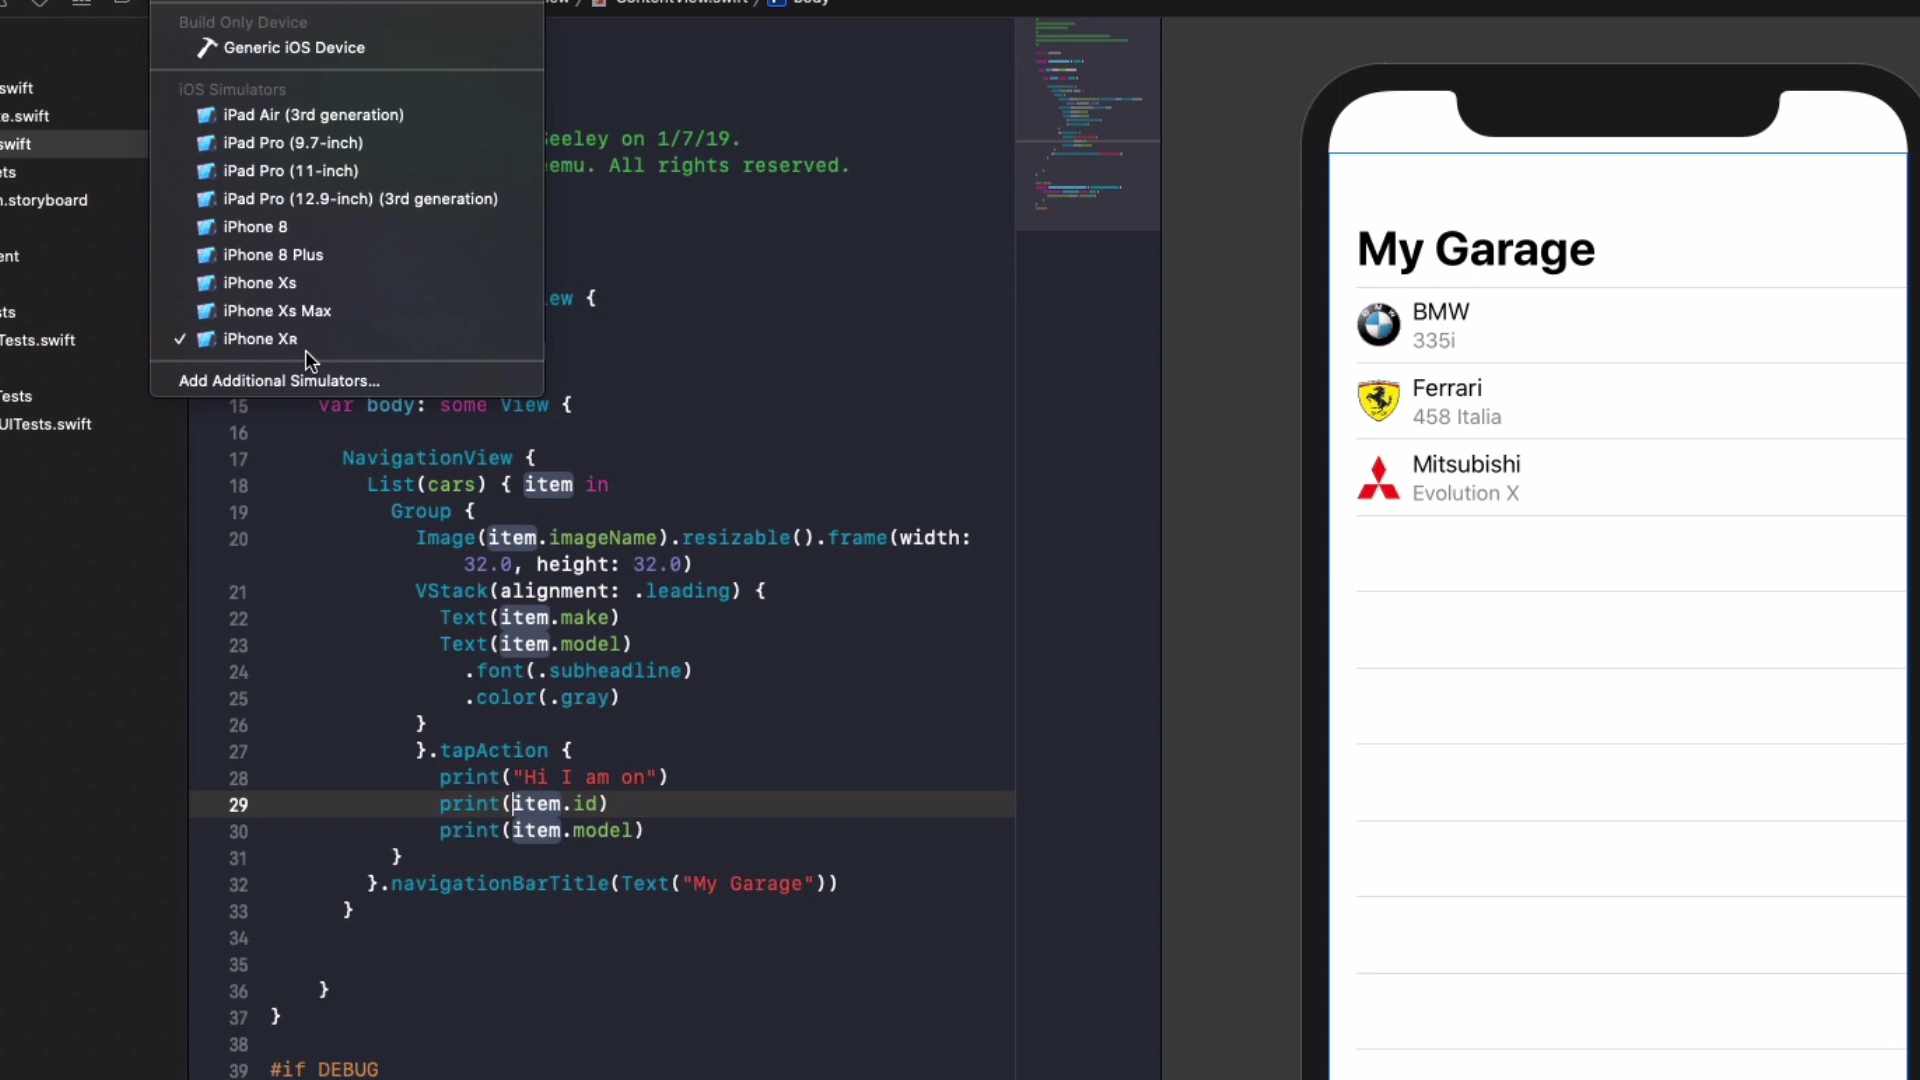 ContentView.swift
body
Build Only Device
Generic iOS Device
iOS Simulators
iPad Air (3rd generation)
iPad Pro (9.7-inch)
iPad Pro (11-inch)
iPad Pro (12.9-inch) (3rd generation)
iPhone 8
iPhone 8 Plus
iPhone Xs
iPhone Xs Max
✓ iPhone Xʀ
Add Additional Simulators...
swift
e.swift
swift
ets
n.storyboard
ent
sts
Tests.swift
Tests
UITests.swift
Seeley on 1/7/19.
emu. All rights reserved.
ew {
15 var body: some View {
16
17 NavigationView {
18 List(cars) { item in
19 Group {
20 Image(item.imageName).resizable().frame(width:
32.0, height: 32.0)
21 VStack(alignment: .leading) {
22 Text(item.make)
23 Text(item.model)
24 .font(.subheadline)
25 .color(.gray)
26 }
27 }.tapAction {
28 print("Hi I am on")
29 print(item.id)
30 print(item.model)
31 }
32 }.navigationBarTitle(Text("My Garage"))
33 }
34
35
36 }
37 }
38
39 #if DEBUG
My Garage
BMW
335i
Ferrari
458 Italia
Mitsubishi
Evolution X